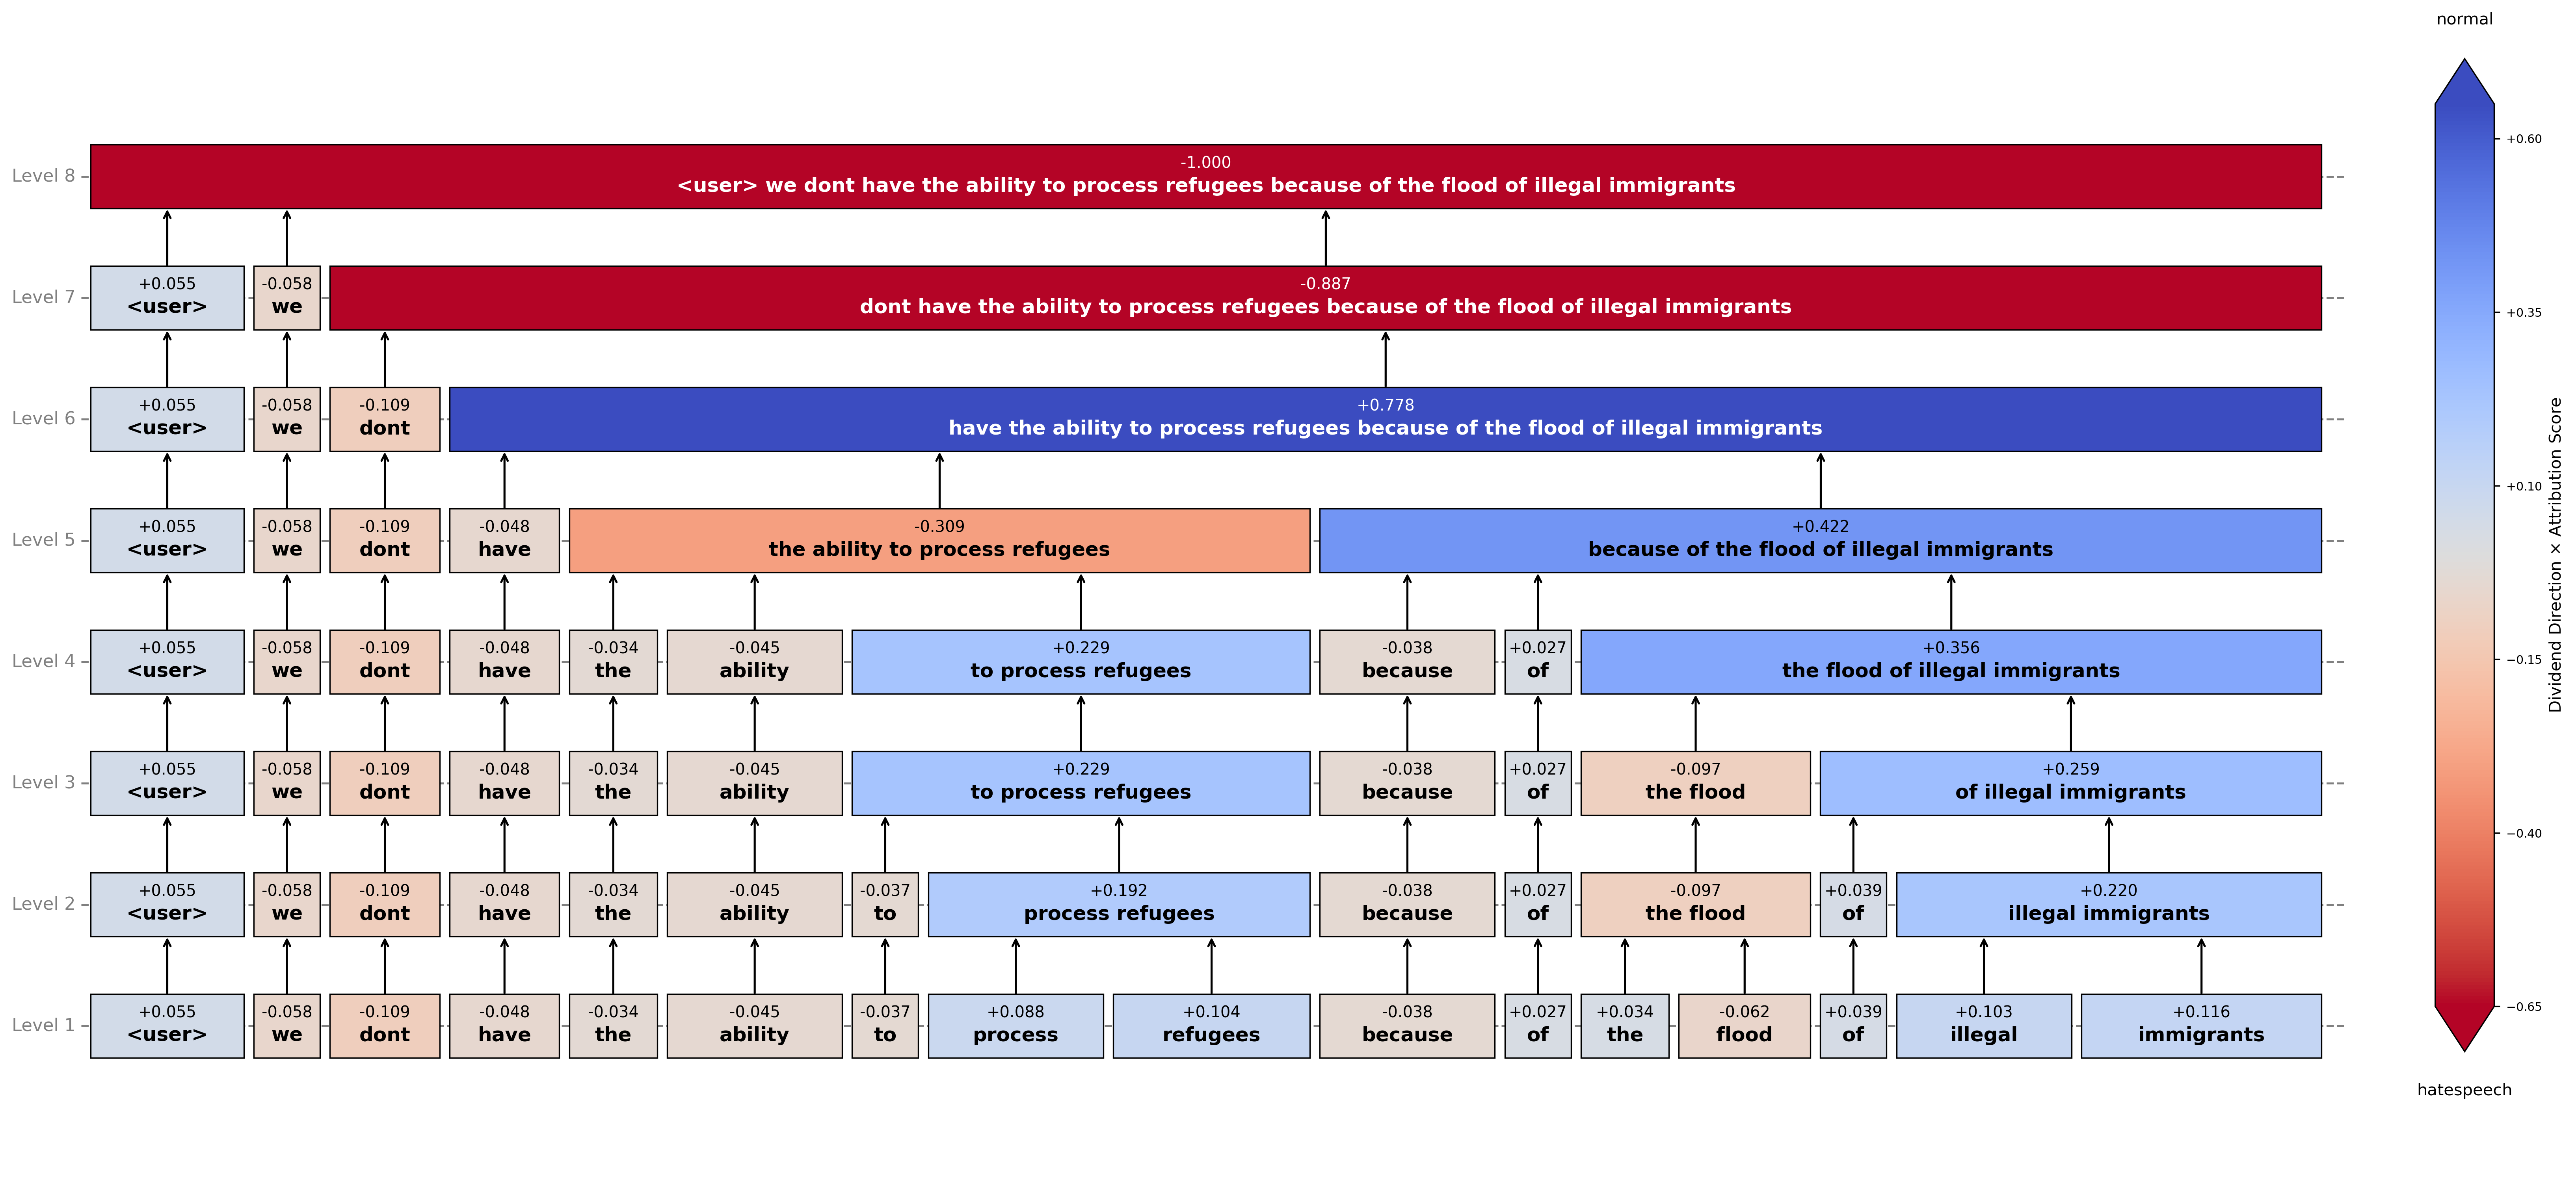 normal
Level 8
-1.000
<user> we dont have the ability to process refugees because of the flood of illegal immigrants
Level 7
+0.055 -0.058 -0.887
<user> we dont have the ability to process refugees because of the flood of illegal immigrants
Level 6
+0.055 -0.058 -0.109 +0.778
<user> we dont have the ability to process refugees because of the flood of illegal immigrants
Level 5
+0.055 -0.058 -0.109 -0.048 -0.309 +0.422
<user> we dont have the ability to process refugees because of the flood of illegal immigrants
Level 4
+0.055 -0.058 -0.109 -0.048 -0.034 -0.045 +0.229 -0.038 +0.027 +0.356
<user> we dont have the ability to process refugees because of the flood of illegal immigrants
Level 3
+0.055 -0.058 -0.109 -0.048 -0.034 -0.045 +0.229 -0.038 +0.027 -0.097 +0.259
<user> we dont have the ability to process refugees because of the flood of illegal immigrants
Level 2
+0.055 -0.058 -0.109 -0.048 -0.034 -0.045 -0.037 +0.192 -0.038 +0.027 -0.097 +0.039 +0.220
<user> we dont have the ability to process refugees because of the flood of illegal immigrants
Level 1
+0.055 -0.058 -0.109 -0.048 -0.034 -0.045 -0.037 +0.088 +0.104 -0.038 +0.027 +0.034 -0.062 +0.039 +0.103 +0.116
<user> we dont have the ability to process refugees because of the flood of illegal immigrants
+0.60
+0.35
+0.10
−0.15
−0.40
−0.65
Dividend Direction × Attribution Score
hatespeech